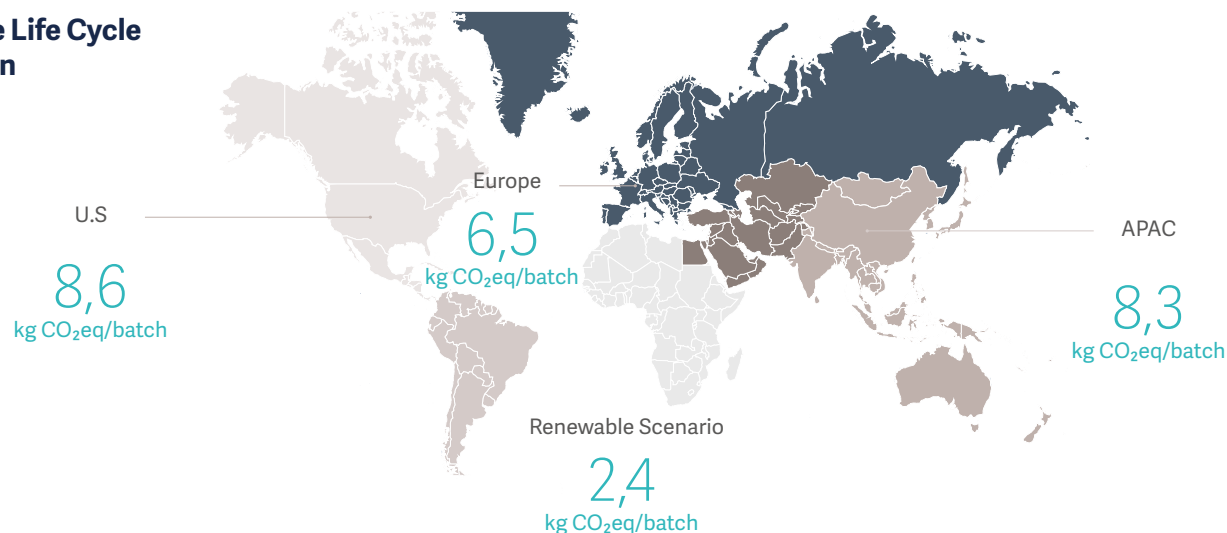 e Life Cycle
n
Europe
6,5
kg CO₂eq/batch
U.S
8,6
kg CO₂eq/batch
APAC
8,3
kg CO₂eq/batch
Renewable Scenario
2,4
kg CO₂eq/batch